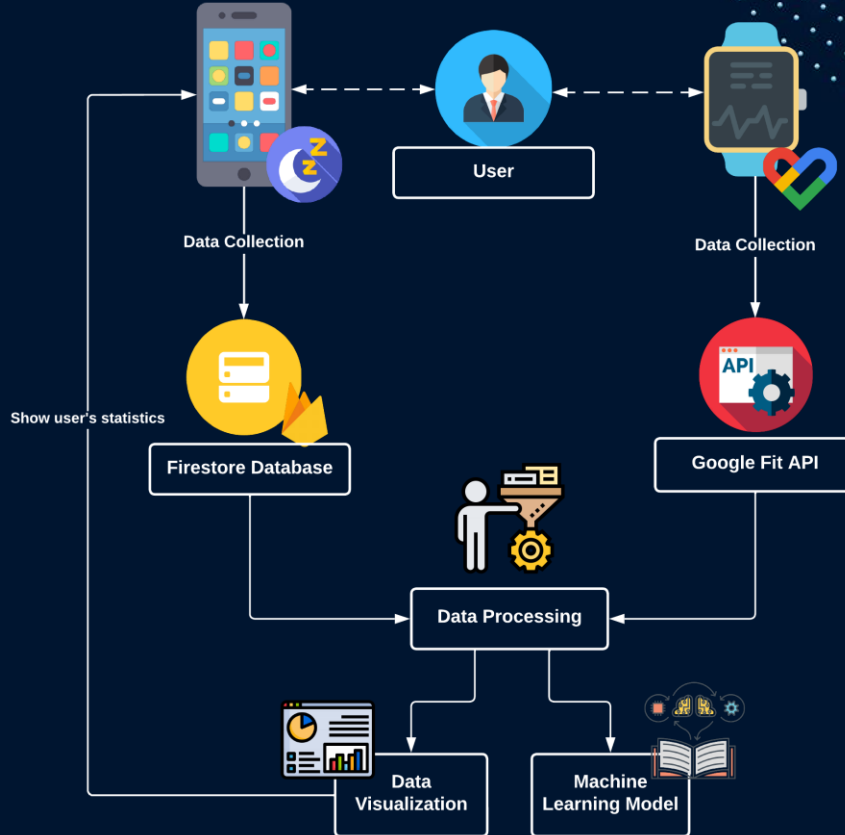 z
z
User
Data Collection
Data Collection
API
Show user's statistics
Firestore Database
Google Fit API
Data Processing
Data
Visualization
Machine
Learning Model